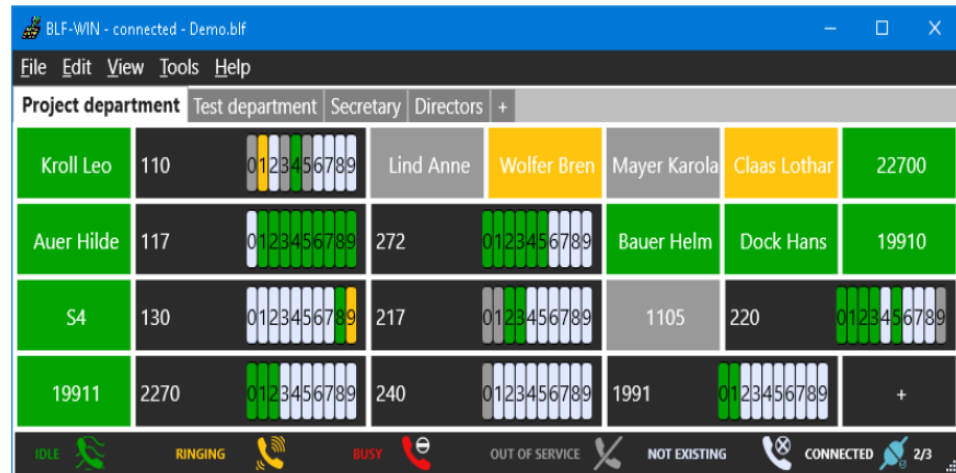 BLF-WIN - connected - Demo.blf
File Edit View Tools Help
Project department Test department Secretary Directors +
Kroll Leo 110 0123456789 Lind Anne Wolfer Bren Mayer Karola Claas Lothar 22700
Auer Hilde 117 0123456789 272 0123456789 Bauer Helm Dock Hans 19910
S4 130 0123456789 217 0123456789 1105 220 0123456789
19911 2270 0123456789 240 0123456789 1991 0123456789 +
IDLE RINGING BUSY OUT OF SERVICE NOT EXISTING CONNECTED 2/3